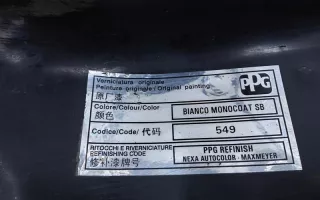 Verniciature originale
Peinture originale/Original painting
原厂漆
PPG
Colore/Colour/Color
颜色
BIANCO MONOCOAT SB
Codice/Code/代码
549
RITOCCHI E RIVERNICIATURE
REFINISHING CODE
修补漆牌号
PPG REFINISH
NEXA AUTOCOLOR - MAXMEYER